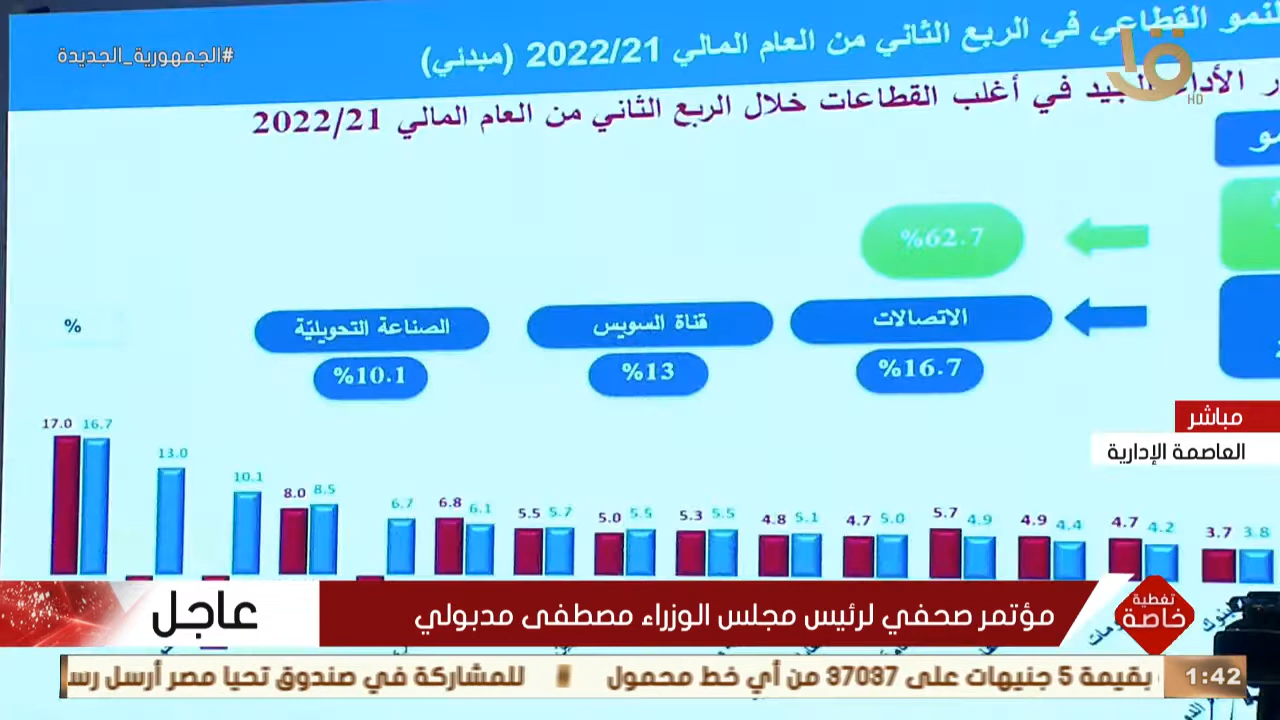 لنمو القطاعي في الربع الثاني من العام المالي 2022/21 (مبدئي)
#الجمهورية_الجديدة
HD
الأداء الجيد في أغلب القطاعات خلال الربع الثاني من العام المالي 2022/21
%62.7
الاتصالات
قناة السويس
الصناعة التحويليّة
%16.7
%13
%10.1
%
17.0 16.7
13.0
10.1
8.0 8.5
6.7
6.8 6.1
5.5 5.7
5.0 5.5
5.3 5.5
4.8 5.1
4.7 5.0
5.7 4.9
4.9 4.4
4.7 4.2
3.7 3.8
مباشر
العاصمة الإدارية
تغطية
خاصة
مؤتمر صحفي لرئيس مجلس الوزراء مصطفى مدبولي
عاجل
1:42
بقيمة 5 جنيهات على 37037 من أي خط محمول
للمشاركة في صندوق تحيا مصر أرسل رس